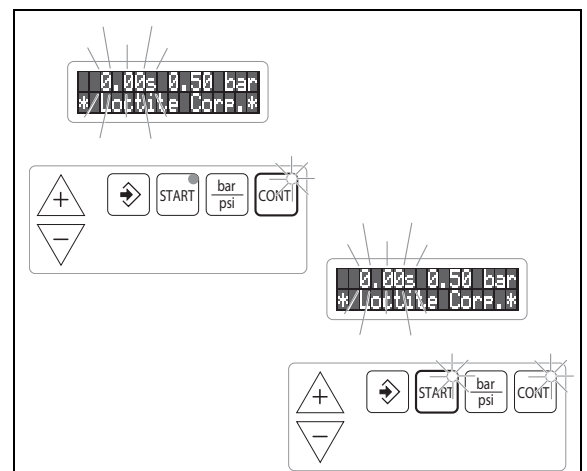 0.00s 0.50 bar
* Loctite Corp.*
+ START bar psi CONT
−
0.00s 0.50 bar
* Loctite Corp.*
+ START bar psi CONT
−